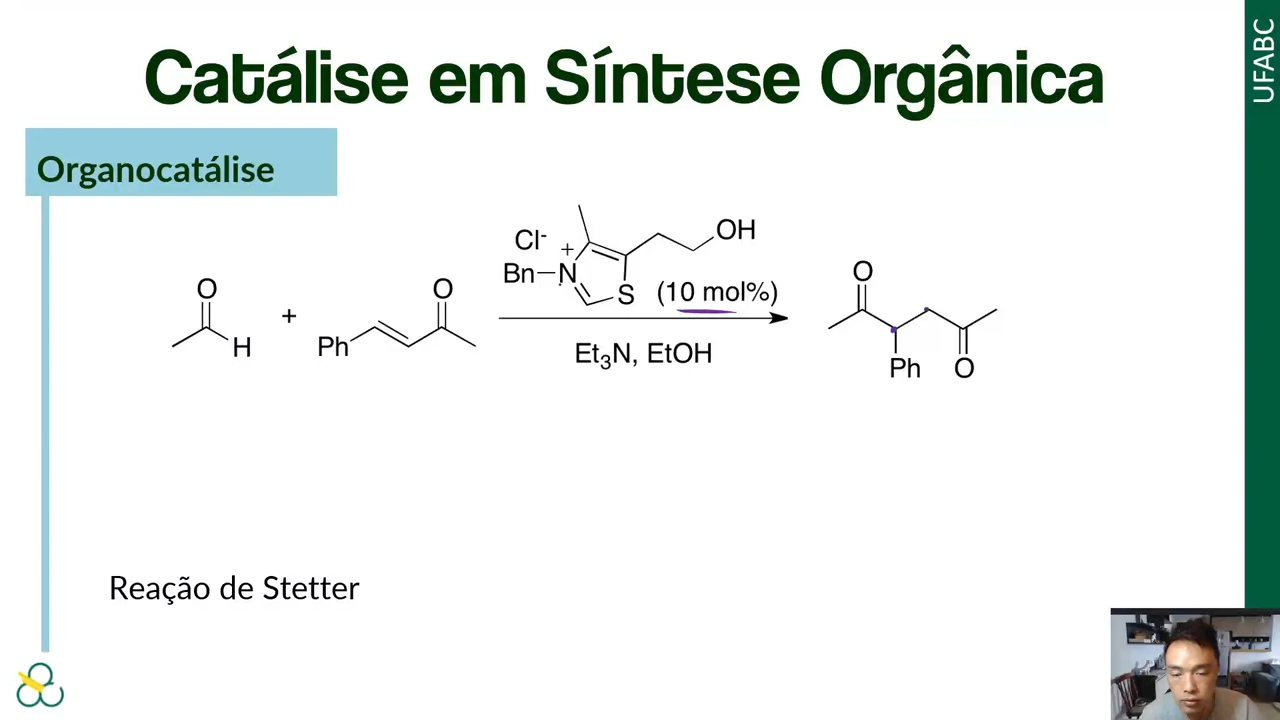 Catálise em Síntese Orgânica
UFABC
Organocatálise
Cl-
+
Bn
N
S
OH
(10 mol%)
O
H
+
Ph
O
Et3N, EtOH
O
Ph
O
Reação de Stetter